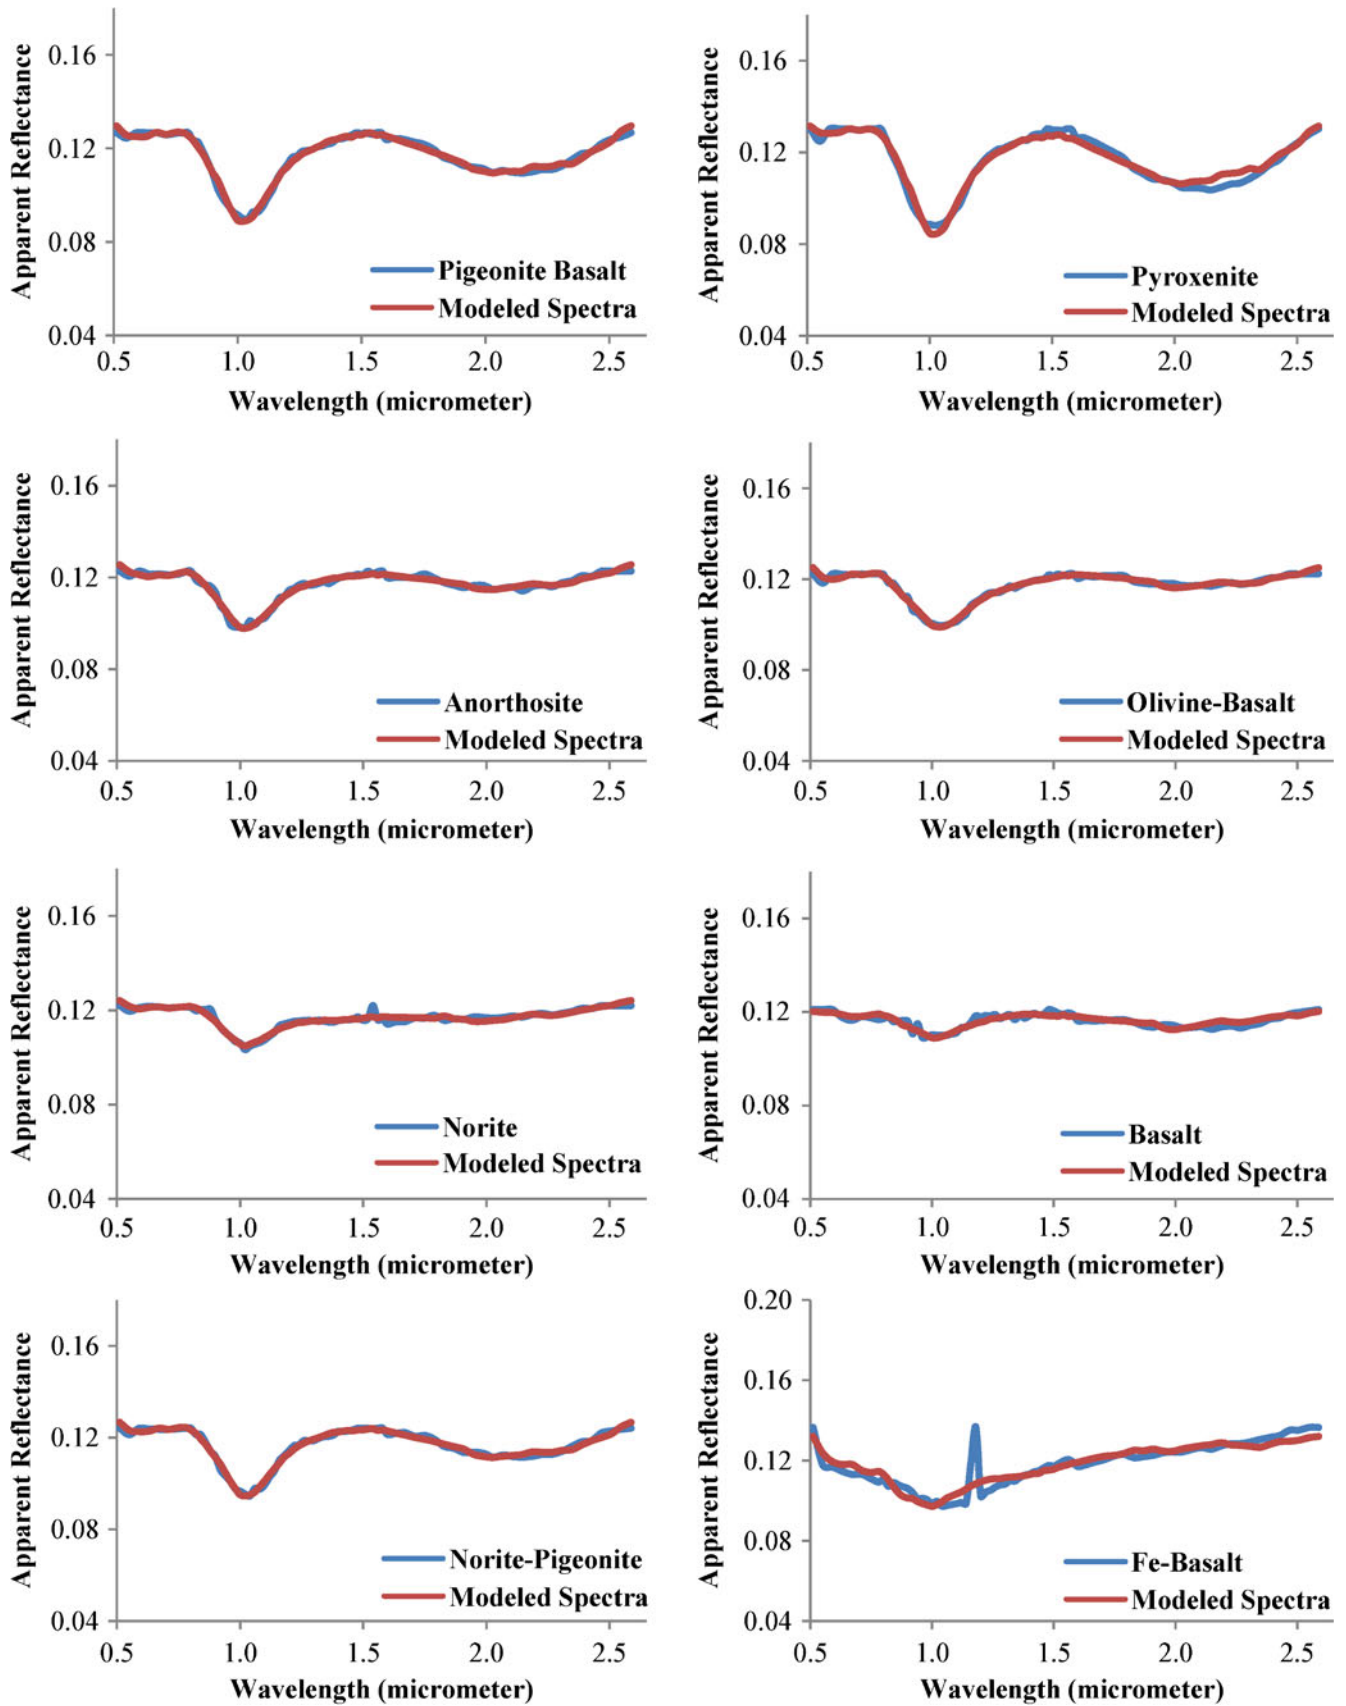 Apparent Reflectance
0.16
0.12
0.08
0.04
Pigeonite Basalt
Modeled Spectra
0.5 1.0 1.5 2.0 2.5
Wavelength (micrometer)
Apparent Reflectance
0.16
0.12
0.08
0.04
Pyroxenite
Modeled Spectra
0.5 1.0 1.5 2.0 2.5
Wavelength (micrometer)
Apparent Reflectance
0.16
0.12
0.08
0.04
Anorthosite
Modeled Spectra
0.5 1.0 1.5 2.0 2.5
Wavelength (micrometer)
Apparent Reflectance
0.16
0.12
0.08
0.04
Olivine-Basalt
Modeled Spectra
0.5 1.0 1.5 2.0 2.5
Wavelength (micrometer)
Apparent Reflectance
0.16
0.12
0.08
0.04
Norite
Modeled Spectra
0.5 1.0 1.5 2.0 2.5
Wavelength (micrometer)
Apparent Reflectance
0.16
0.12
0.08
0.04
Basalt
Modeled Spectra
0.5 1.0 1.5 2.0 2.5
Wavelength (micrometer)
Apparent Reflectance
0.16
0.12
0.08
0.04
Norite-Pigeonite
Modeled Spectra
0.5 1.0 1.5 2.0 2.5
Wavelength (micrometer)
Apparent Reflectance
0.20
0.16
0.12
0.08
0.04
Fe-Basalt
Modeled Spectra
0.5 1.0 1.5 2.0 2.5
Wavelength (micrometer)